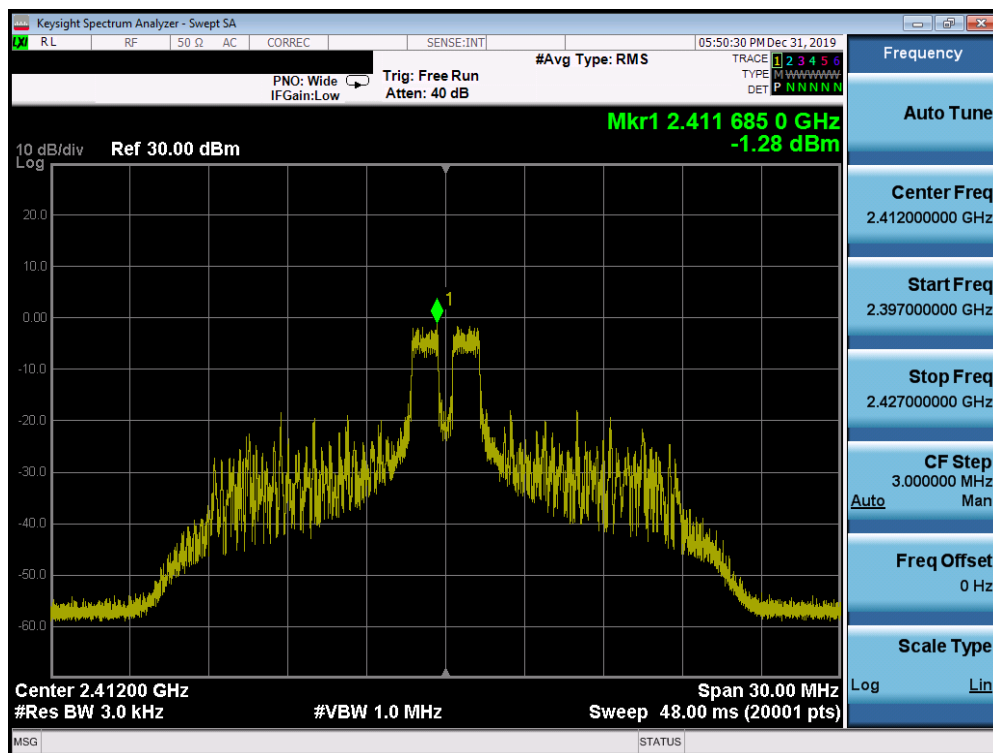 Keysight Spectrum Analyzer - Swept SA
LXI RL RF 50 Ω AC CORREC SENSE:INT 05:50:30 PM Dec 31, 2019
#Avg Type: RMS TRACE 1 2 3 4 5 6
PNO: Wide Trig: Free Run TYPE M WWWWW
IFGain:Low Atten: 40 dB DET P N N N N N
Mkr1 2.411 685 0 GHz
-1.28 dBm
10 dB/div Ref 30.00 dBm
Log
20.0
10.0
1
0.00
-10.0
-20.0
-30.0
-40.0
-50.0
-60.0
Center 2.41200 GHz Span 30.00 MHz
#Res BW 3.0 kHz #VBW 1.0 MHz Sweep 48.00 ms (20001 pts)
MSG STATUS
Frequency
Auto Tune
Center Freq
2.412000000 GHz
Start Freq
2.397000000 GHz
Stop Freq
2.427000000 GHz
CF Step
3.000000 MHz
Auto Man
Freq Offset
0 Hz
Scale Type
Log Lin